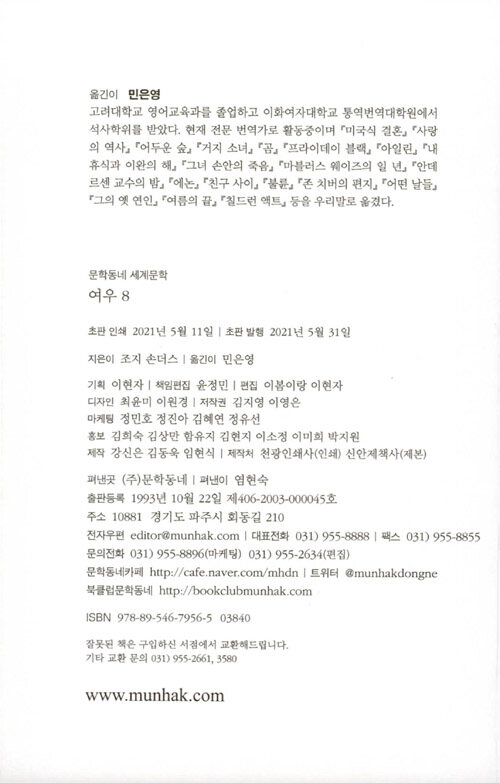 옮긴이 민은영
고려대학교 영어교육과를 졸업하고 이화여자대학교 통역번역대학원에서
석사학위를 받았다. 현재 전문 번역가로 활동중이며 『미국식 결혼』 『사랑
의 역사』 『어두운 숲』 『거지 소녀』 『곰』 『프라이데이 블랙』 『아일린』 『내
휴식과 이완의 해』 『그녀 손안의 죽음』 『마블러스 웨이즈의 일 년』 『안데
르센 교수의 밤』 『에논』 『친구 사이』 『불륜』 『존 치버의 편지』 『어떤 날들』
『그의 옛 연인』 『여름의 끝』 『칠드런 액트』 등을 우리말로 옮겼다.
문학동네 세계문학
여우 8
초판 인쇄 2021년 5월 11일 | 초판 발행 2021년 5월 31일
지은이 조지 손더스 | 옮긴이 민은영
기획 이현자 | 책임편집 윤정민 | 편집 이봄이랑 이현자
디자인 최윤미 이원경 | 저작권 김지영 이영은
마케팅 정민호 정진아 김혜연 정유선
홍보 김희숙 김상만 함유지 김현지 이소정 이미희 박지원
제작 강신은 김동욱 임현식 | 제작처 천광인쇄사(인쇄) 신안제책사(제본)
펴낸곳 (주)문학동네 | 펴낸이 염현숙
출판등록 1993년 10월 22일 제406-2003-000045호
주소 10881 경기도 파주시 회동길 210
전자우편 editor@munhak.com | 대표전화 031) 955-8888 | 팩스 031) 955-8855
문의전화 031) 955-8896(마케팅) 031) 955-2634(편집)
문학동네카페 http://cafe.naver.com/mhdn | 트위터 @munhakdongne
북클럽문학동네 http://bookclubmunhak.com
ISBN 978-89-546-7956-5 03840
잘못된 책은 구입하신 서점에서 교환해드립니다.
기타 교환 문의 031) 955-2661, 3580
www.munhak.com